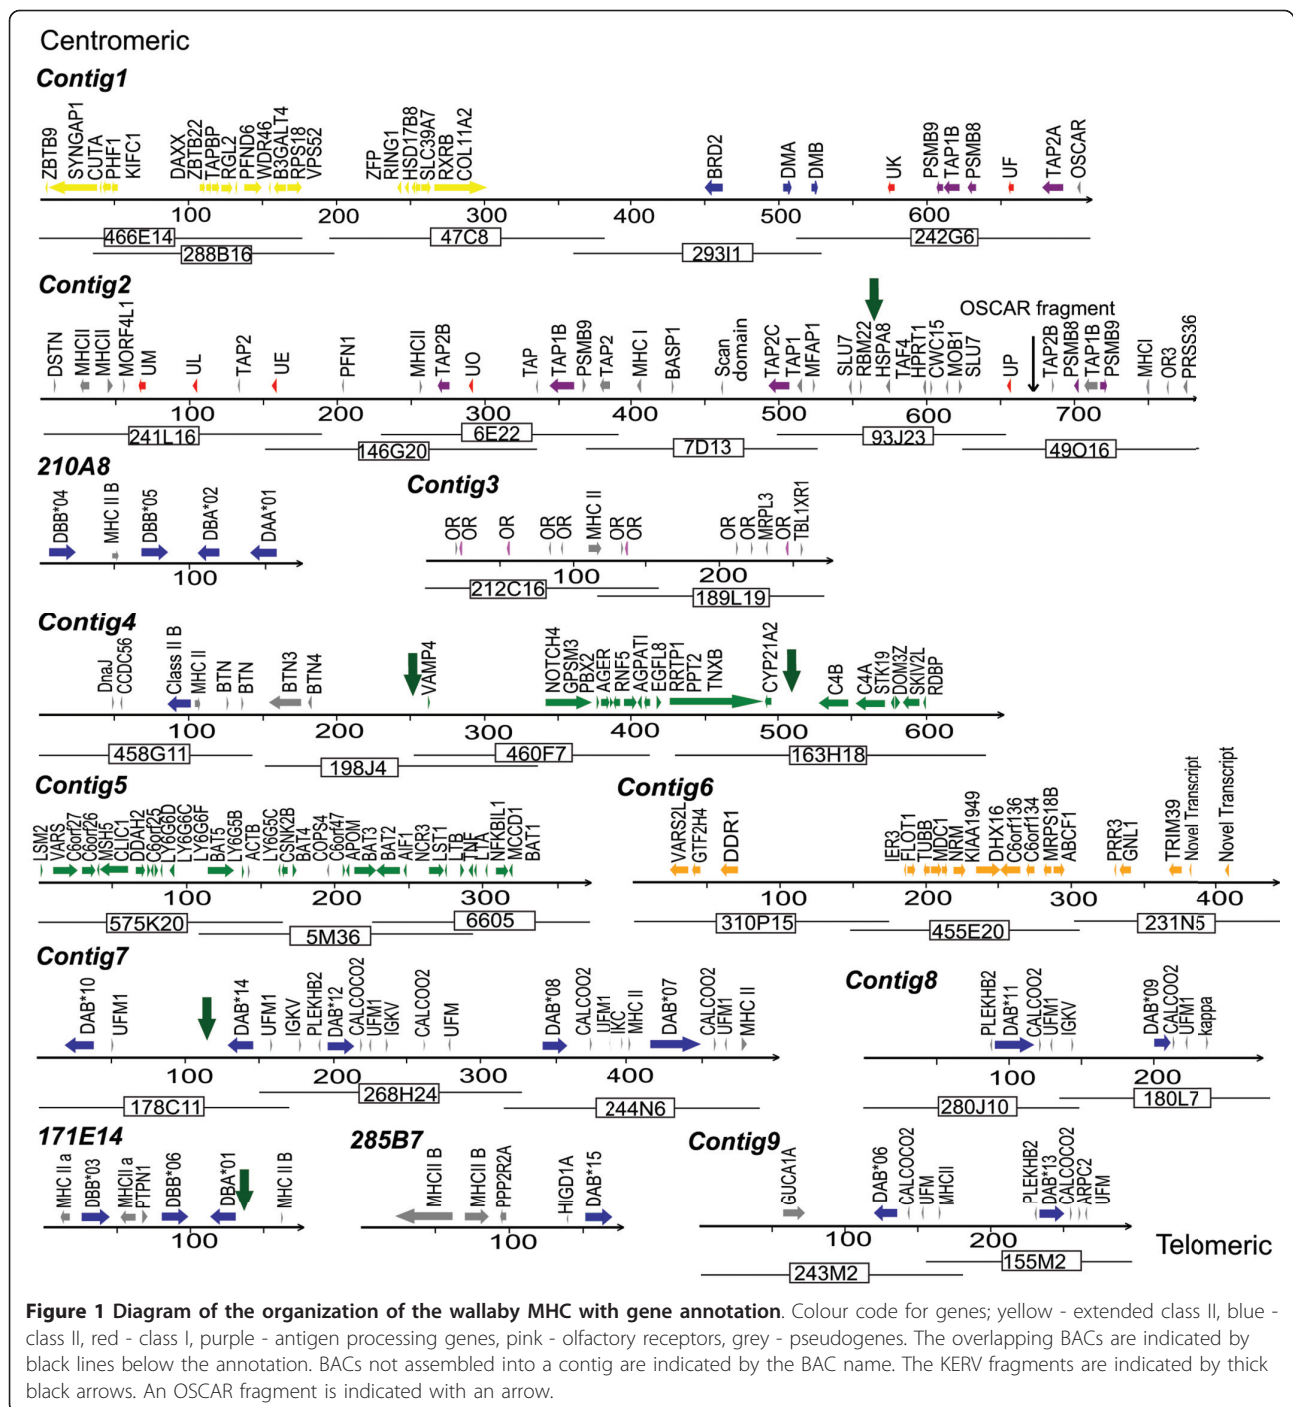 Centromeric
Contig1
ZBTB9 SYNGAP1 CUTA PHF1 KIFC1 DAXX ZBTB22 TAPBP RGL2 PFND6 WDR46 B3GALT4 RPS18 VPS52 ZFP RING1 HSD17B8 SLC39A7 RXRB COL11A2 BRD2 DMA DMB UK PSMB9 TAP1B PSMB8 UF TAP2A OSCAR
100 200 300 400 500 600
466E14 47C8 242G6
288B16 293I1
Contig2
OSCAR fragment
DSTN MHCII MHCII MORF4L1 UM UL TAP2 UE PFN1 MHCII TAP2B UO TAP TAP1B PSMB9 TAP2 MHC I BASP1 Scan domain TAP2C TAP1 MFAP1 SLU7 RBM22 HSPA8 TAF4 HPRT1 CWC15 MOB1 SLU7 UP TAP2B PSMB8 TAP1B PSMB9 MHCI OR3 PRSS36
100 200 300 400 500 600 700
241L16 6E22 93J23
146G20 7D13 49O16
210A8
DBB*04 MHC II B DBB*05 DBA*02 DAA*01
100
Contig3
OR OR OR OR OR MHC II OR OR OR OR MRPL3 OR TBL1XR1
100 200
212C16 189L19
Contig4
DnaJ CCDC56 Class II B MHC II BTN BTN BTN3 BTN4 VAMP4 NOTCH4 GPSM3 PBX2 AGER RNF5 AGPATI EGFL8 RRTP1 PPT2 TNXB CYP21A2 C4B C4A STK19 DOM3Z SKIV2L RDBP
100 200 300 400 500 600
458G11 460F7 163H18
198J4
Contig5
LSM2 VARS C6orf27 C6orf26 MSH5 CLIC1 DDAH2 C6orf25 LY6G6D LY6G6C LY6G6F BAT5 LY6G5B ACTB LY6G5C CSNK2B BAT4 COPS4 C6orf47 APOM BAT3 BAT2 AIF1 NCR3 LST1 LTB TNF LTA NFKBIL1 MCCD1 BAT1
100 200 300
575K20 6605
5M36
Contig6
VARS2L GTF2H4 DDR1 IER3 FLOT1 TUBB MDC1 NRM KIAA1949 DHX16 C6orf136 C6orf134 MRPS18B ABCF1 PRR3 GNL1 TRIM39 Novel Transcript Novel Transcript
100 200 300 400
310P15 231N5
455E20
Contig7
DAB*10 UFM1 DAB*14 UFM1 IGKV PLEKHB2 DAB*12 CALCOCO2 UFM1 IGKV CALCOO2 UFM DAB*08 CALCOO2 UFM1 IKC MHC II DAB*07 CALCOO2 UFM1 MHC II
100 200 300 400
178C11 268H24 244N6
Contig8
PLEKHB2 DAB*11 CALCOO2 UFM1 IGKV DAB*09 CALCOO2 UFM1 kappa
100 200
280J10 180L7
171E14
MHC II a DBB*03 MHCII a PTPN1 DBB*06 DBA*01 MHC II B
100
285B7
MHCII B MHCII B PPP2R2A HIGD1A DAB*15
100
Contig9
GUCA1A DAB*06 CALCOCO2 UFM MHCII PLEKHB2 DAB*13 CALCOCO2 ARPC2 UFM
100 200
243M2 155M2
Telomeric
Figure 1 Diagram of the organization of the wallaby MHC with gene annotation. Colour code for genes; yellow - extended class II, blue -
class II, red - class I, purple - antigen processing genes, pink - olfactory receptors, grey - pseudogenes. The overlapping BACs are indicated by
black lines below the annotation. BACs not assembled into a contig are indicated by the BAC name. The KERV fragments are indicated by thick
black arrows. An OSCAR fragment is indicated with an arrow.